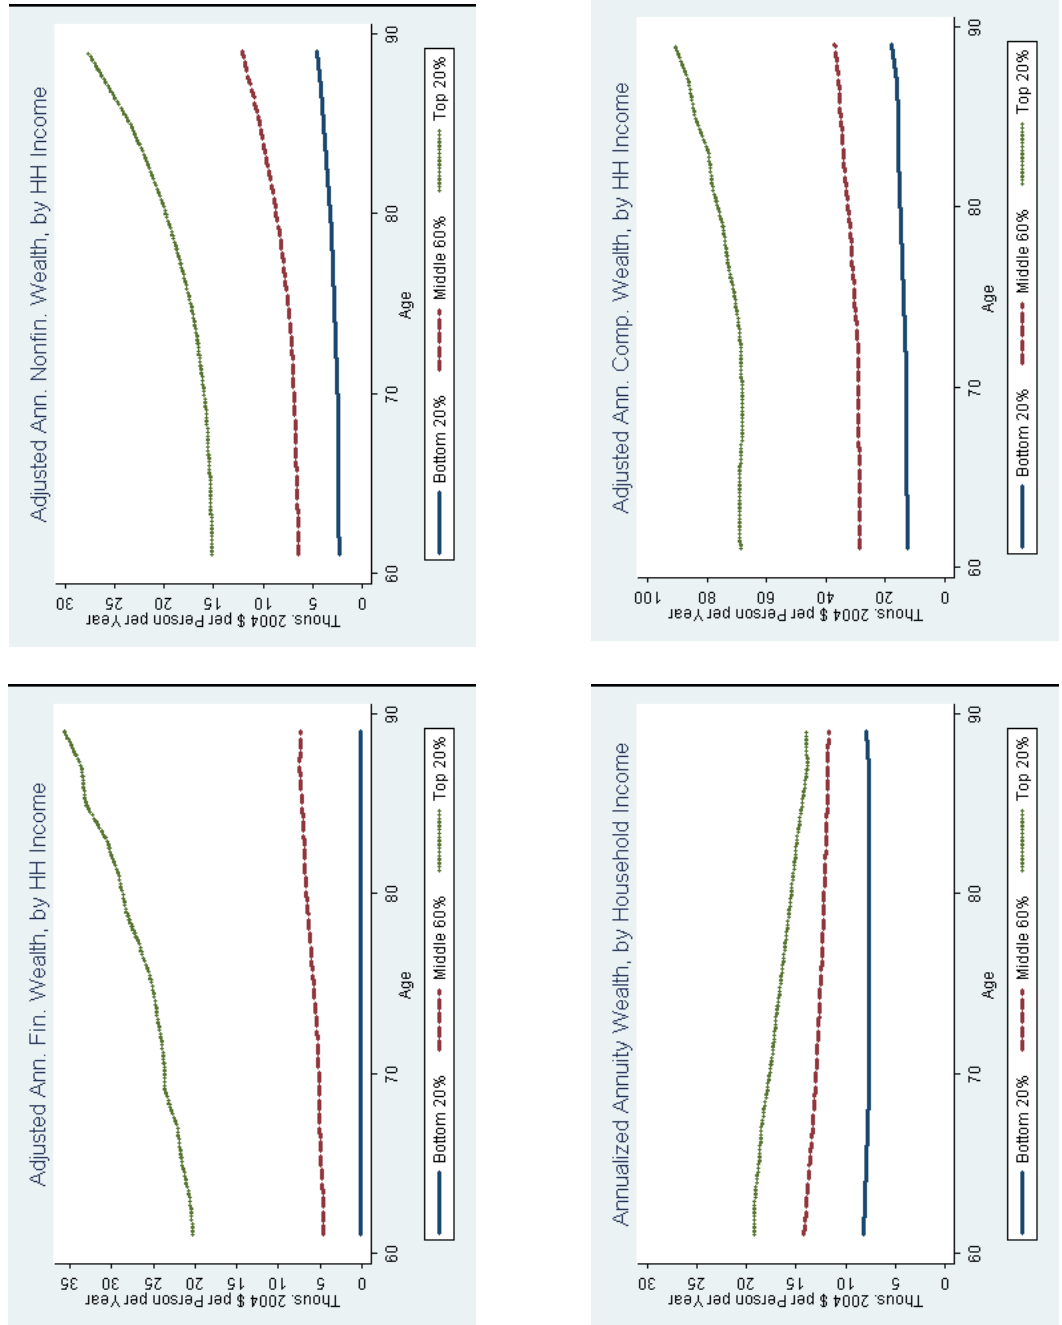 Adjusted Ann. Fin. Wealth, by HH Income
Thous. 2004 $ per Person per Year
35
30
25
20
15
10
5
0
60 70 80 90
Age
Bottom 20% Middle 60% Top 20%
Adjusted Ann. Nonfin. Wealth, by HH Income
Thous. 2004 $ per Person per Year
30
25
20
15
10
5
0
60 70 80 90
Age
Bottom 20% Middle 60% Top 20%
Annualized Annuity Wealth, by Household Income
Thous. 2004 $ per Person per Year
30
25
20
15
10
5
0
60 70 80 90
Age
Bottom 20% Middle 60% Top 20%
Adjusted Ann. Comp. Wealth, by HH Income
Thous. 2004 $ per Person per Year
100
80
60
40
20
0
60 70 80 90
Age
Bottom 20% Middle 60% Top 20%